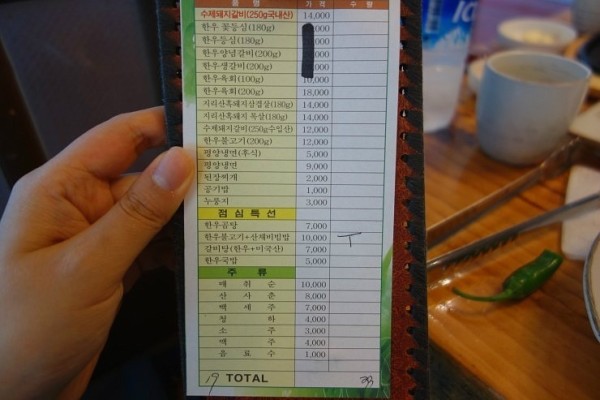 품 명 가 격 수 량
수제돼지갈비(250g국내산) 14,000
한우 꽃등심(180g) ,000
한우등심(180g) ,000
한우양념갈비(200g) ,000
한우생갈비(200g) ,000
한우육회(100g) 10,000
한우육회(200g) 18,000
지리산흑돼지삼겹살(180g) 14,000
지리산흑돼지 목살(180g) 14,000
수제돼지갈비(250g수입산) 12,000
한우불고기(200g) 12,000
평양냉면(후식) 5,000
평양냉면 9,000
된장찌개 2,000
공기밥 1,000
누룽지 3,000
점심특선
한우곰탕 7,000
한우불고기+산채비빔밥 10,000 T
갈비탕(한우+미국산) 7,000
한우국밥 5,000
주 류
매 취 순 10,000
산 사 춘 8,000
백 세 주 7,000
청 하 4,000
소 주 3,000
맥 주 4,000
음 료 수 1,000
19 TOTAL